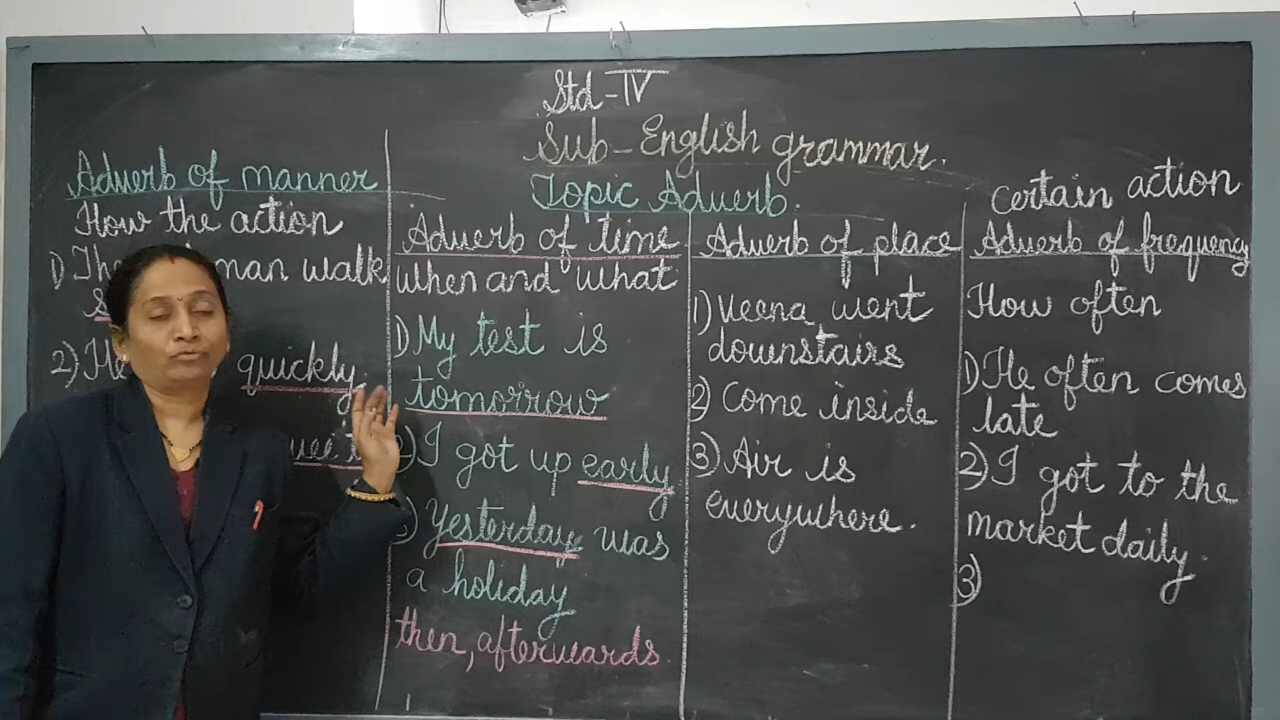 Std - IV
Sub - English grammar.
Topic Adverb.
Adverb of manner
How the action
1) The man walk
2) He quickly.
Adverb of time
when and what
1) My test is
tomorrow
2) I got up early
3) Yesterday was
a holiday
then, afterwards.
Adverb of place
1) Veena went
downstairs
2) Come inside
3) Air is
everywhere.
Certain action
Adverb of frequency
How often
1) He often comes
late
2) I got to the
market daily.
3)